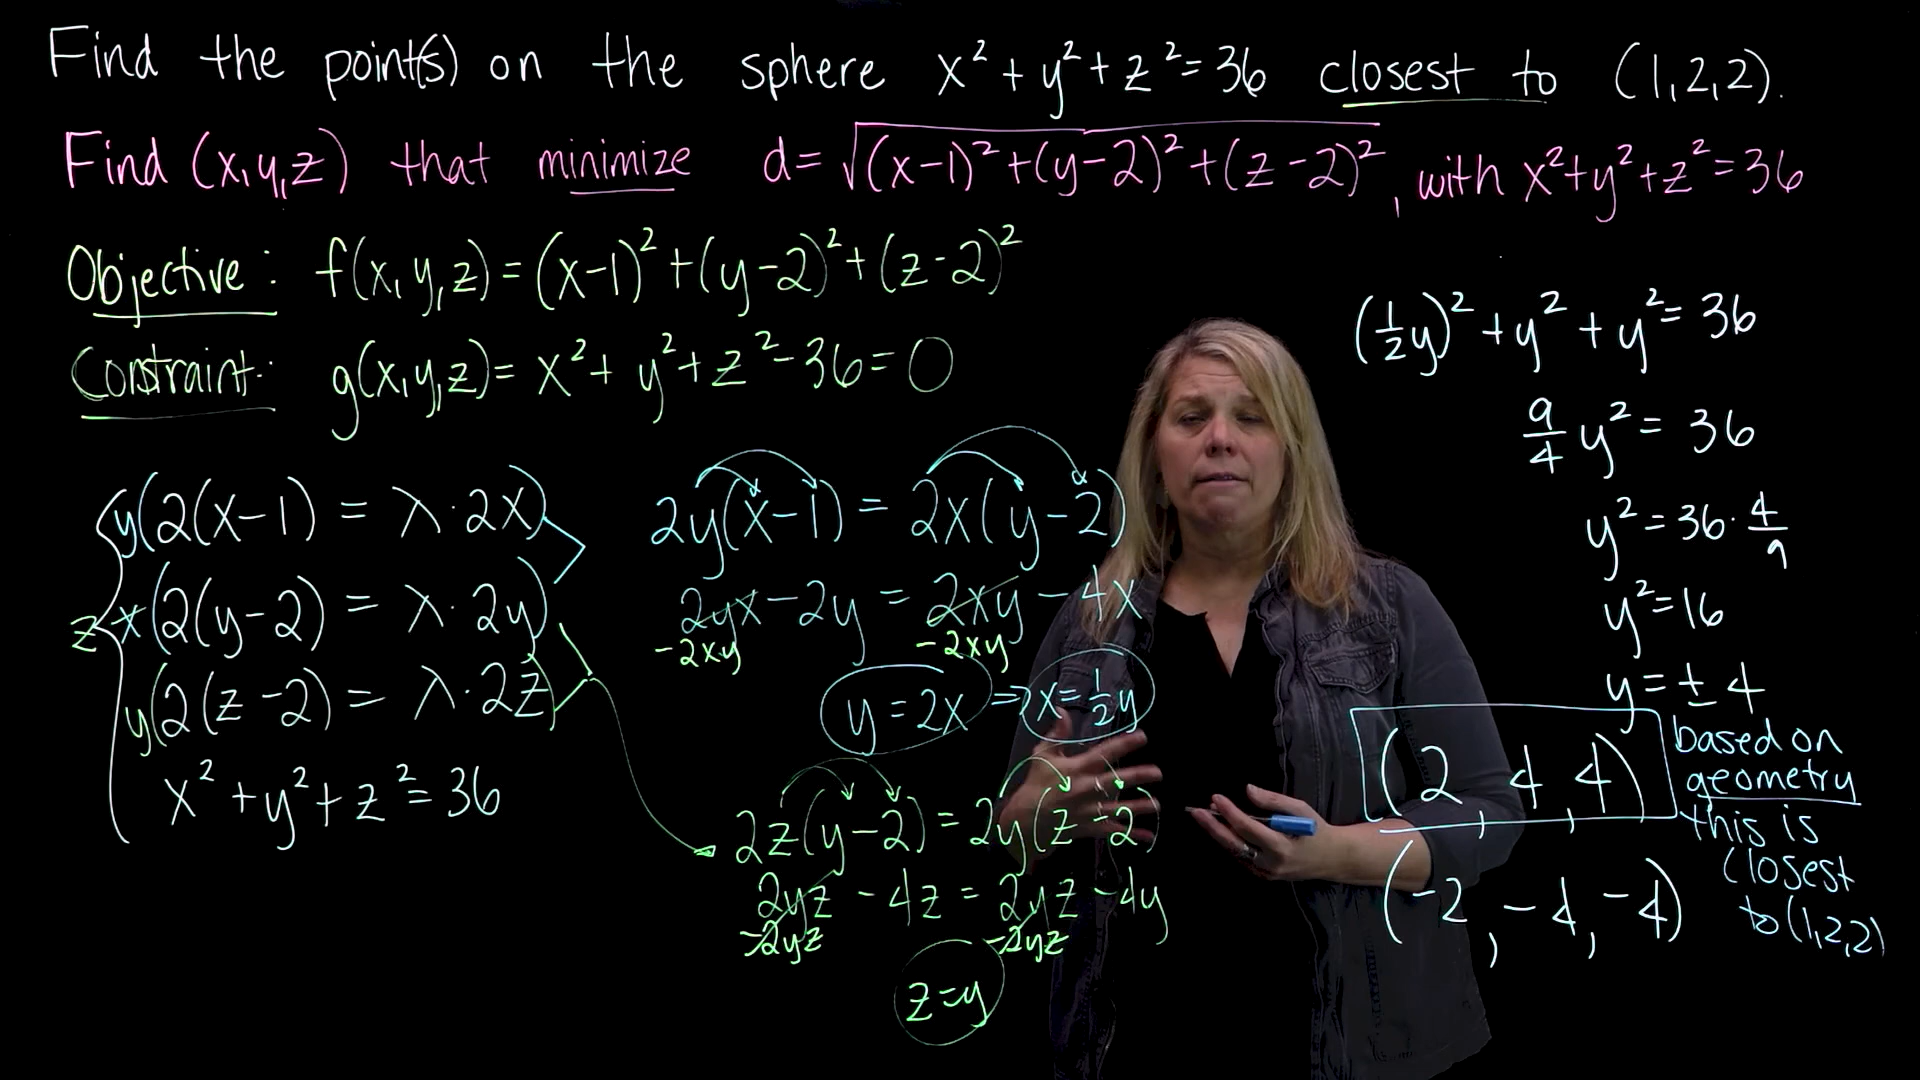 Find the point(s) on the sphere x²+y²+z²=36 closest to (1,2,2).
Find (x,y,z) that minimize d=√(x-1)²+(y-2)²+(z-2)², with x²+y²+z²=36
Objective: f(x,y,z)=(x-1)²+(y-2)²+(z-2)²
Constraint: g(x,y,z)=x²+y²+z²-36=0
y(2(x-1)=λ·2x)
z x(2(y-2)=λ·2y)
y(2(z-2)=λ·2z)
x²+y²+z²=36
2y(x-1)=2x(y-2)
2yx-2y=2xy-4x
-2xy -2xy
y=2x ⇒ x=½y
2z(y-2)=2y(z-2)
2yz-4z=2yz-4y
-2yz -2yz
z=y
(½y)²+y²+y²=36
9/4 y²=36
y²=36·4/9
y²=16
y=±4
(2,4,4)
(-2,-4,-4)
based on
geometry
this is
closest
to (1,2,2)